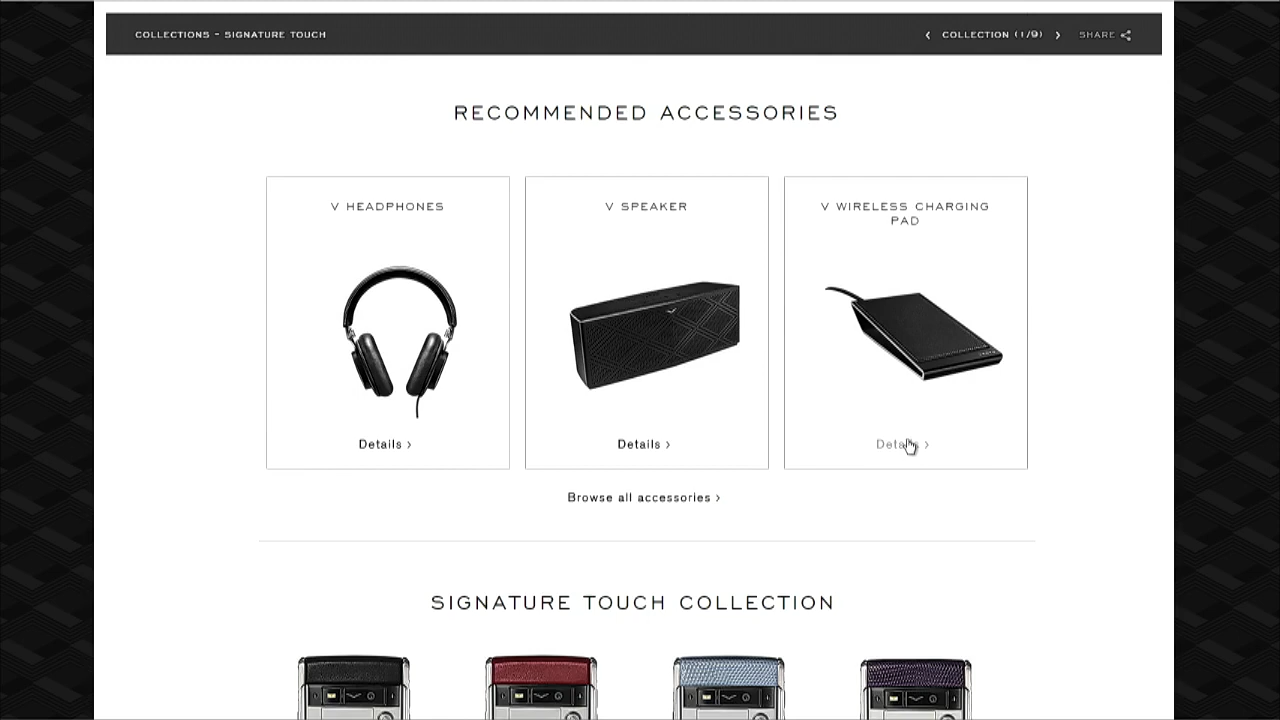 COLLECTIONS - SIGNATURE TOUCH
COLLECTION (1/9)
SHARE
RECOMMENDED ACCESSORIES
V HEADPHONES
V SPEAKER
V WIRELESS CHARGING
PAD
Details ›
Details ›
Details ›
Browse all accessories ›
SIGNATURE TOUCH COLLECTION